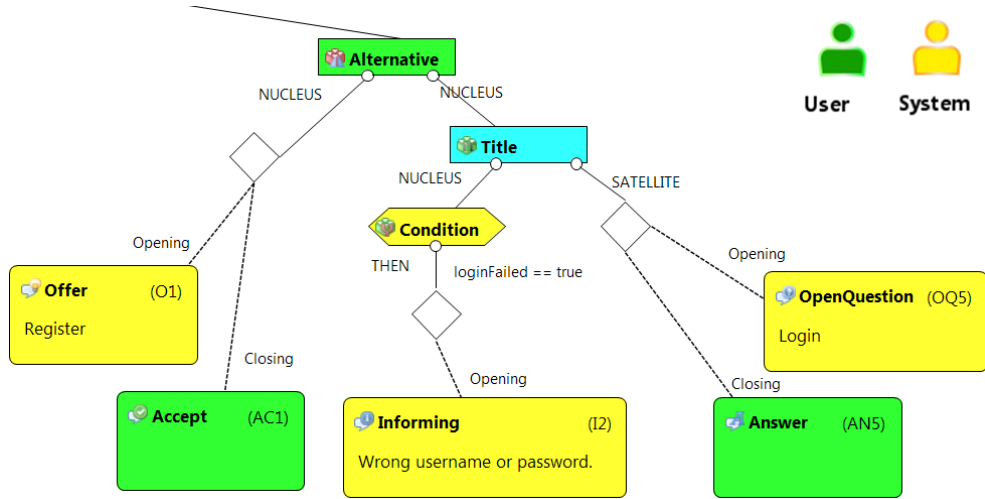 Alternative
User
System
NUCLEUS
NUCLEUS
Title
NUCLEUS
SATELLITE
Condition
Opening
Opening
THEN
loginFailed == true
Offer (O1)
Register
OpenQuestion (OQ5)
Login
Closing
Opening
Closing
Accept (AC1)
Informing (I2)
Wrong username or password.
Answer (AN5)